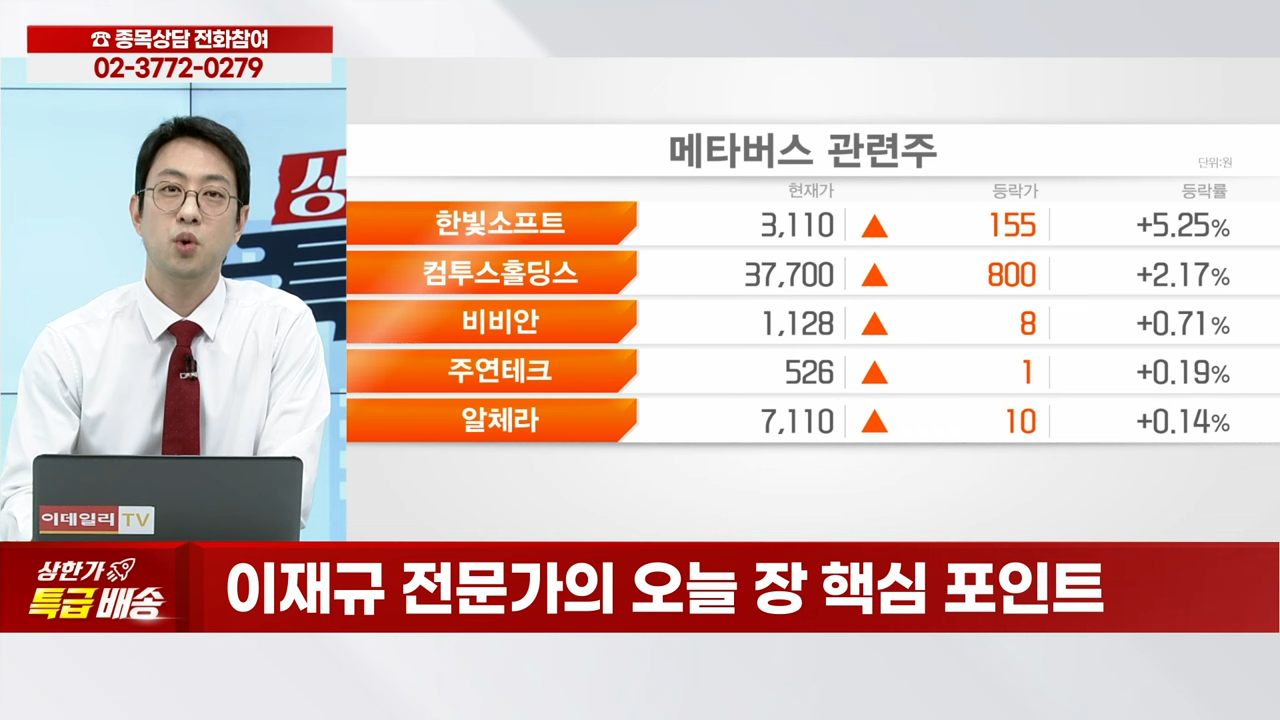 ☎ 종목상담 전화참여
02-3772-0279
메타버스 관련주
단위:원
현재가 등락가 등락률
한빛소프트 3,110 ▲ 155 +5.25%
컴투스홀딩스 37,700 ▲ 800 +2.17%
비비안 1,128 ▲ 8 +0.71%
주연테크 526 ▲ 1 +0.19%
알체라 7,110 ▲ 10 +0.14%
이데일리 TV
상한가
특급 배송
이재규 전문가의 오늘 장 핵심 포인트